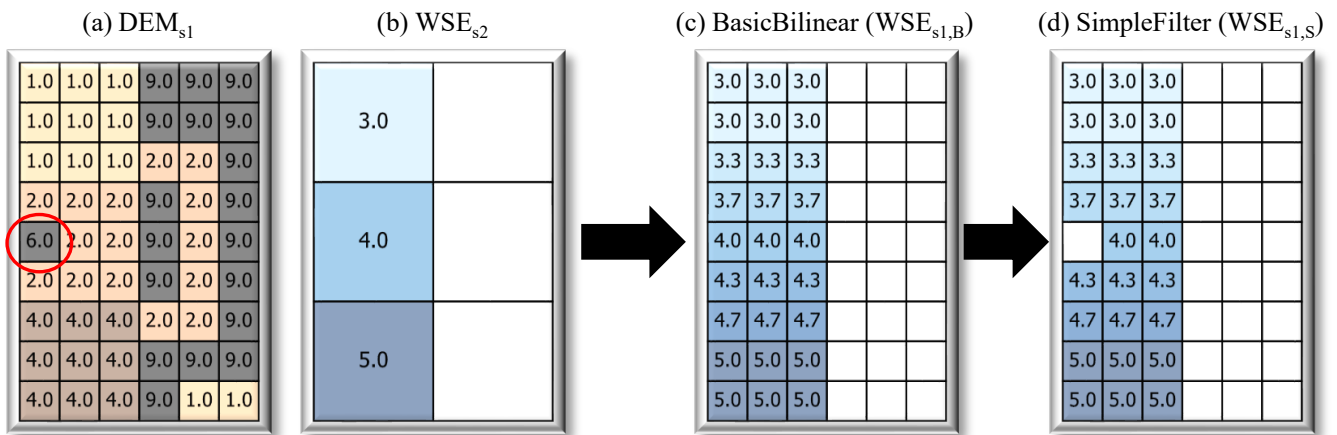 (a) DEMs1 (b) WSEs2 (c) BasicBilinear (WSEs1,B) (d) SimpleFilter (WSEs1,S)
1.0 1.0 1.0 9.0 9.0 9.0
1.0 1.0 1.0 9.0 9.0 9.0
1.0 1.0 1.0 2.0 2.0 9.0
2.0 2.0 2.0 9.0 2.0 9.0
6.0 2.0 2.0 9.0 2.0 9.0
2.0 2.0 2.0 9.0 2.0 9.0
4.0 4.0 4.0 2.0 2.0 9.0
4.0 4.0 4.0 9.0 9.0 9.0
4.0 4.0 4.0 9.0 1.0 1.0
3.0
4.0
5.0
3.0 3.0 3.0
3.0 3.0 3.0
3.3 3.3 3.3
3.7 3.7 3.7
4.0 4.0 4.0
4.3 4.3 4.3
4.7 4.7 4.7
5.0 5.0 5.0
5.0 5.0 5.0
3.0 3.0 3.0
3.0 3.0 3.0
3.3 3.3 3.3
3.7 3.7 3.7
4.0 4.0
4.3 4.3 4.3
4.7 4.7 4.7
5.0 5.0 5.0
5.0 5.0 5.0